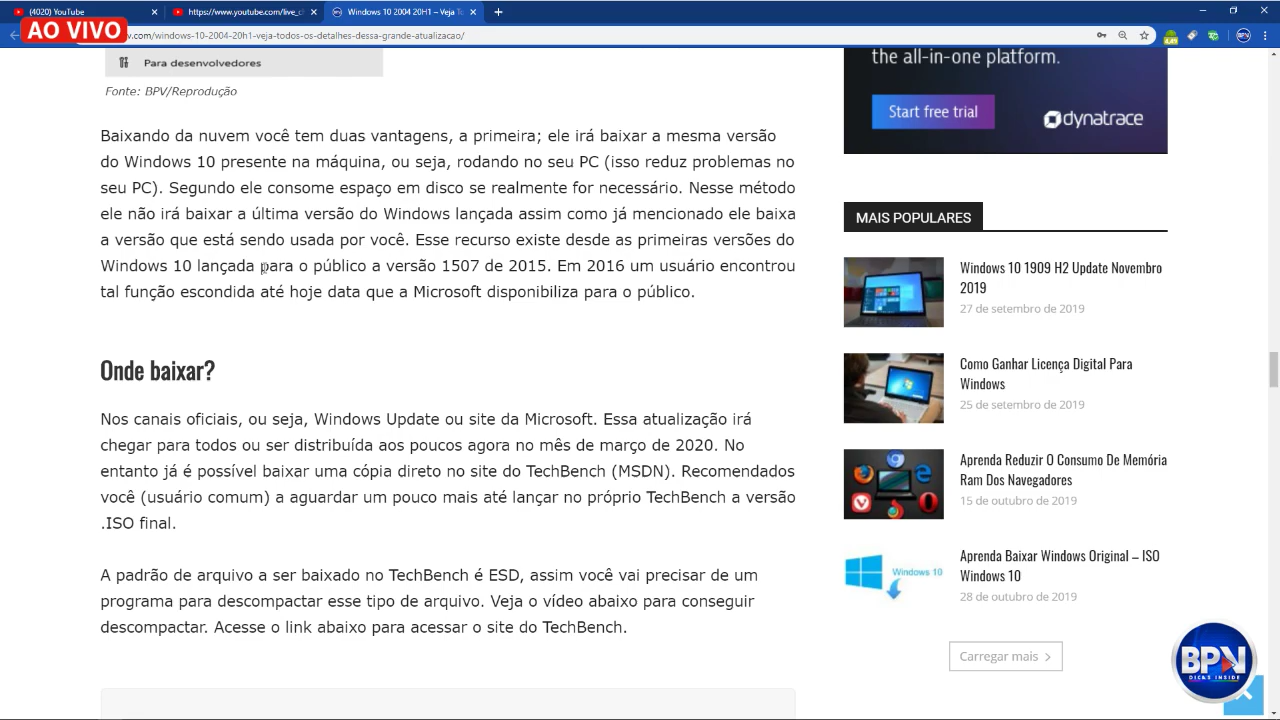 (4020) YouTube
https://www.youtube.com/live_cl
Windows 10 2004 20H1 – Veja To
AO VIVO
.com/windows-10-2004-20h1-veja-todos-os-detalhes-dessa-grande-atualizacao/
Para desenvolvedores
Fonte: BPV/Reprodução
Baixando da nuvem você tem duas vantagens, a primeira; ele irá baixar a mesma versão
do Windows 10 presente na máquina, ou seja, rodando no seu PC (isso reduz problemas no
seu PC). Segundo ele consome espaço em disco se realmente for necessário. Nesse método
ele não irá baixar a última versão do Windows lançada assim como já mencionado ele baixa
a versão que está sendo usada por você. Esse recurso existe desde as primeiras versões do
Windows 10 lançada para o público a versão 1507 de 2015. Em 2016 um usuário encontrou
tal função escondida até hoje data que a Microsoft disponibiliza para o público.
Onde baixar?
Nos canais oficiais, ou seja, Windows Update ou site da Microsoft. Essa atualização irá
chegar para todos ou ser distribuída aos poucos agora no mês de março de 2020. No
entanto já é possível baixar uma cópia direto no site do TechBench (MSDN). Recomendados
você (usuário comum) a aguardar um pouco mais até lançar no próprio TechBench a versão
.ISO final.
A padrão de arquivo a ser baixado no TechBench é ESD, assim você vai precisar de um
programa para descompactar esse tipo de arquivo. Veja o vídeo abaixo para conseguir
descompactar. Acesse o link abaixo para acessar o site do TechBench.
the all-in-one platform.
Start free trial
dynatrace
MAIS POPULARES
Windows 10 1909 H2 Update Novembro
2019
27 de setembro de 2019
Como Ganhar Licença Digital Para
Windows
25 de setembro de 2019
Aprenda Reduzir O Consumo De Memória
Ram Dos Navegadores
15 de outubro de 2019
Windows 10
Aprenda Baixar Windows Original – ISO
Windows 10
28 de outubro de 2019
Carregar mais
BPV
DICAS INSIDE